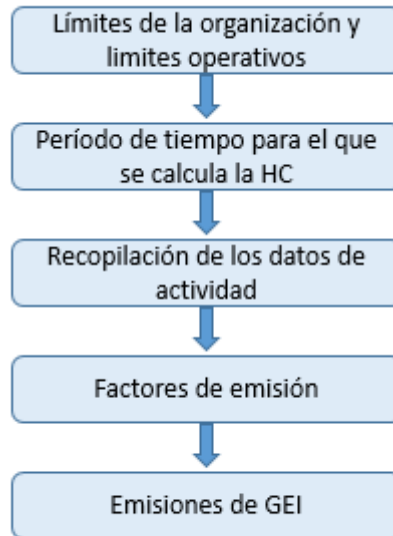 Límites de la organización y
limites operativos
Período de tiempo para el que
se calcula la HC
Recopilación de los datos de
actividad
Factores de emisión
Emisiones de GEI